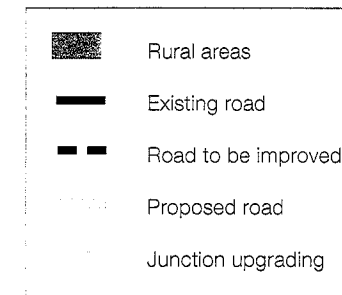 Rural areas
Existing road
Road to be improved
Proposed road
Junction upgrading